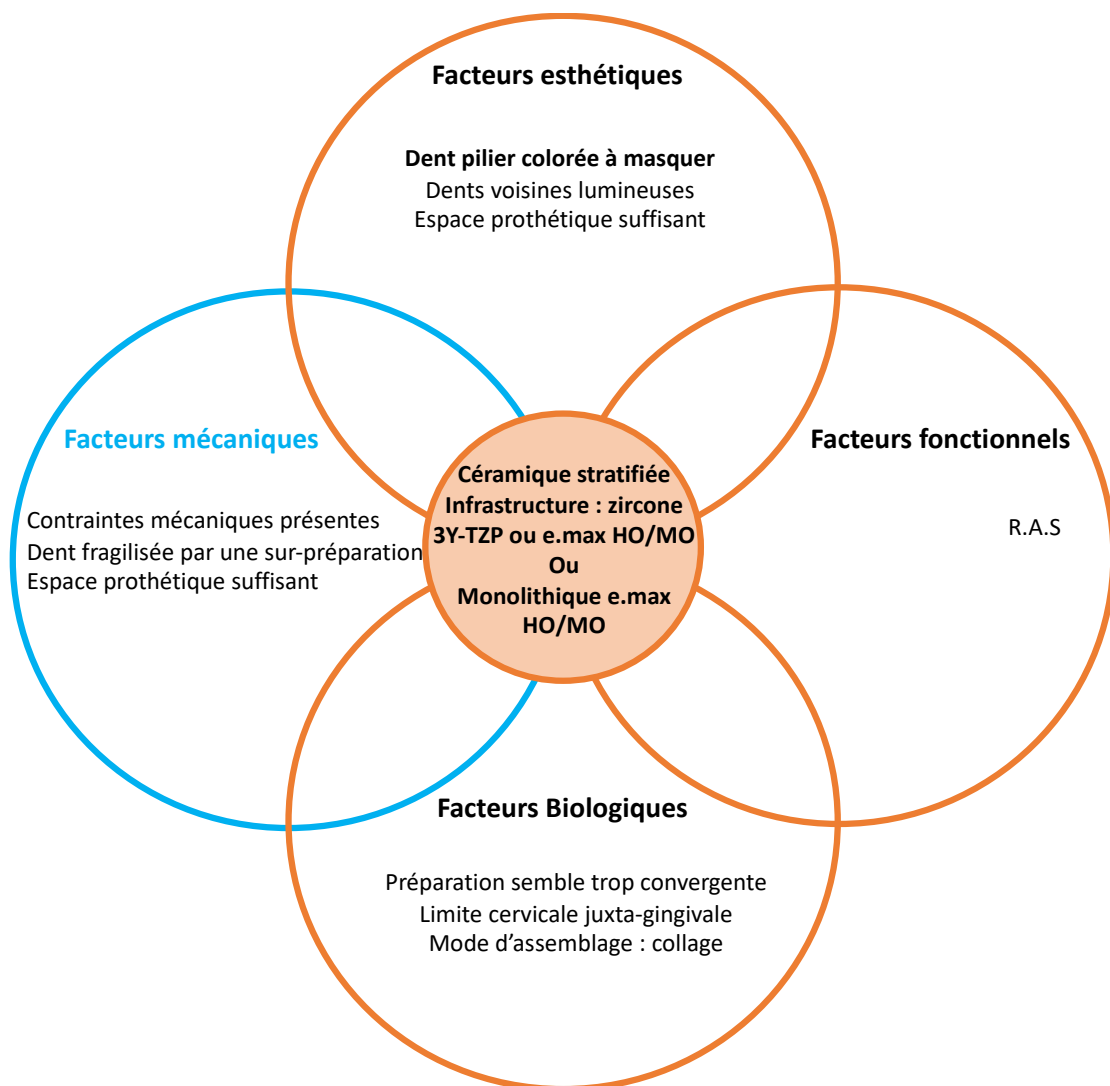 Facteurs esthétiques
Dent pilier colorée à masquer
Dents voisines lumineuses
Espace prothétique suffisant
Facteurs mécaniques
Contraintes mécaniques présentes
Dent fragilisée par une sur-préparation
Espace prothétique suffisant
Céramique stratifiée
Infrastructure : zircone
3Y-TZP ou e.max HO/MO
Ou
Monolithique e.max
HO/MO
Facteurs fonctionnels
R.A.S
Facteurs Biologiques
Préparation semble trop convergente
Limite cervicale juxta-gingivale
Mode d’assemblage : collage